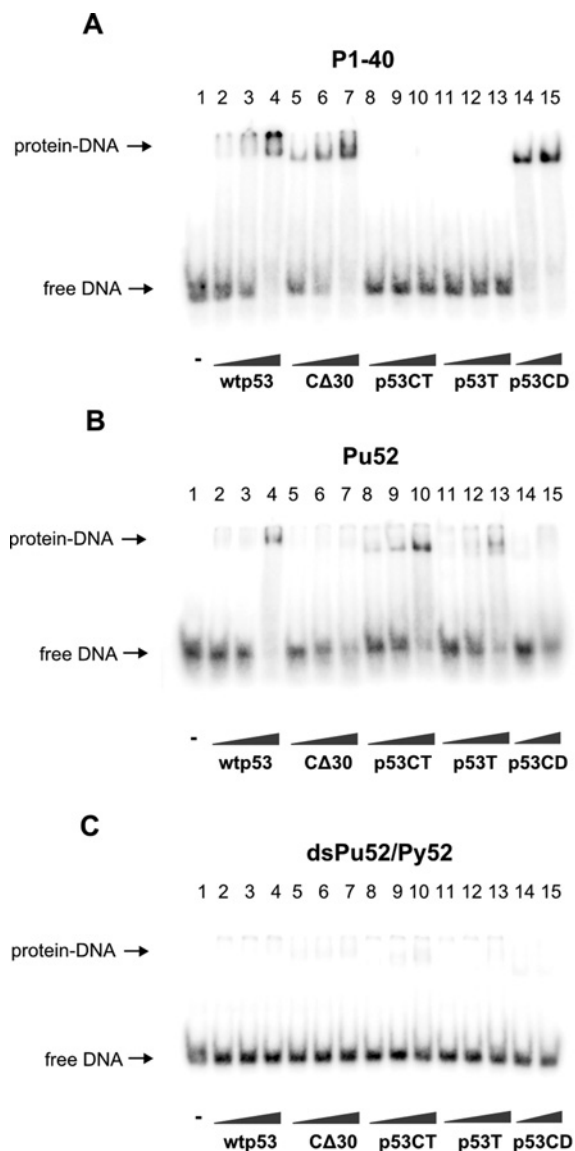 A
P1-40
1 2 3 4 5 6 7 8 9 10 11 12 13 14 15
protein-DNA
free DNA
- wtp53 CΔ30 p53CT p53T p53CD
B
Pu52
1 2 3 4 5 6 7 8 9 10 11 12 13 14 15
protein-DNA
free DNA
- wtp53 CΔ30 p53CT p53T p53CD
C
dsPu52/Py52
1 2 3 4 5 6 7 8 9 10 11 12 13 14 15
protein-DNA
free DNA
- wtp53 CΔ30 p53CT p53T p53CD